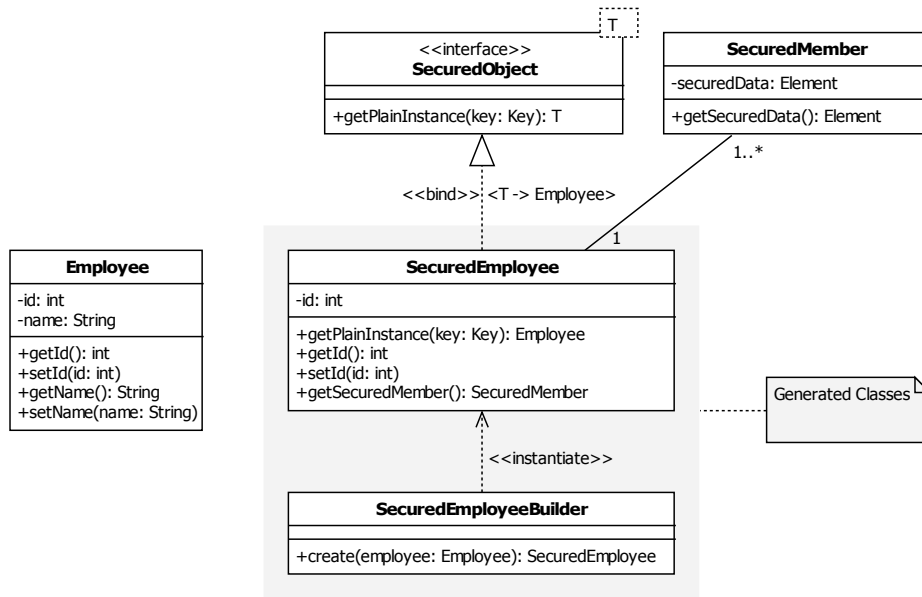 T
<<interface>>
SecuredObject
+getPlainInstance(key: Key): T
SecuredMember
-securedData: Element
+getSecuredData(): Element
1..*
<<bind>> <T -> Employee>
1
Employee
-id: int
-name: String
+getId(): int
+setId(id: int)
+getName(): String
+setName(name: String)
SecuredEmployee
-id: int
+getPlainInstance(key: Key): Employee
+getId(): int
+setId(id: int)
+getSecuredMember(): SecuredMember
Generated Classes
<<instantiate>>
SecuredEmployeeBuilder
+create(employee: Employee): SecuredEmployee